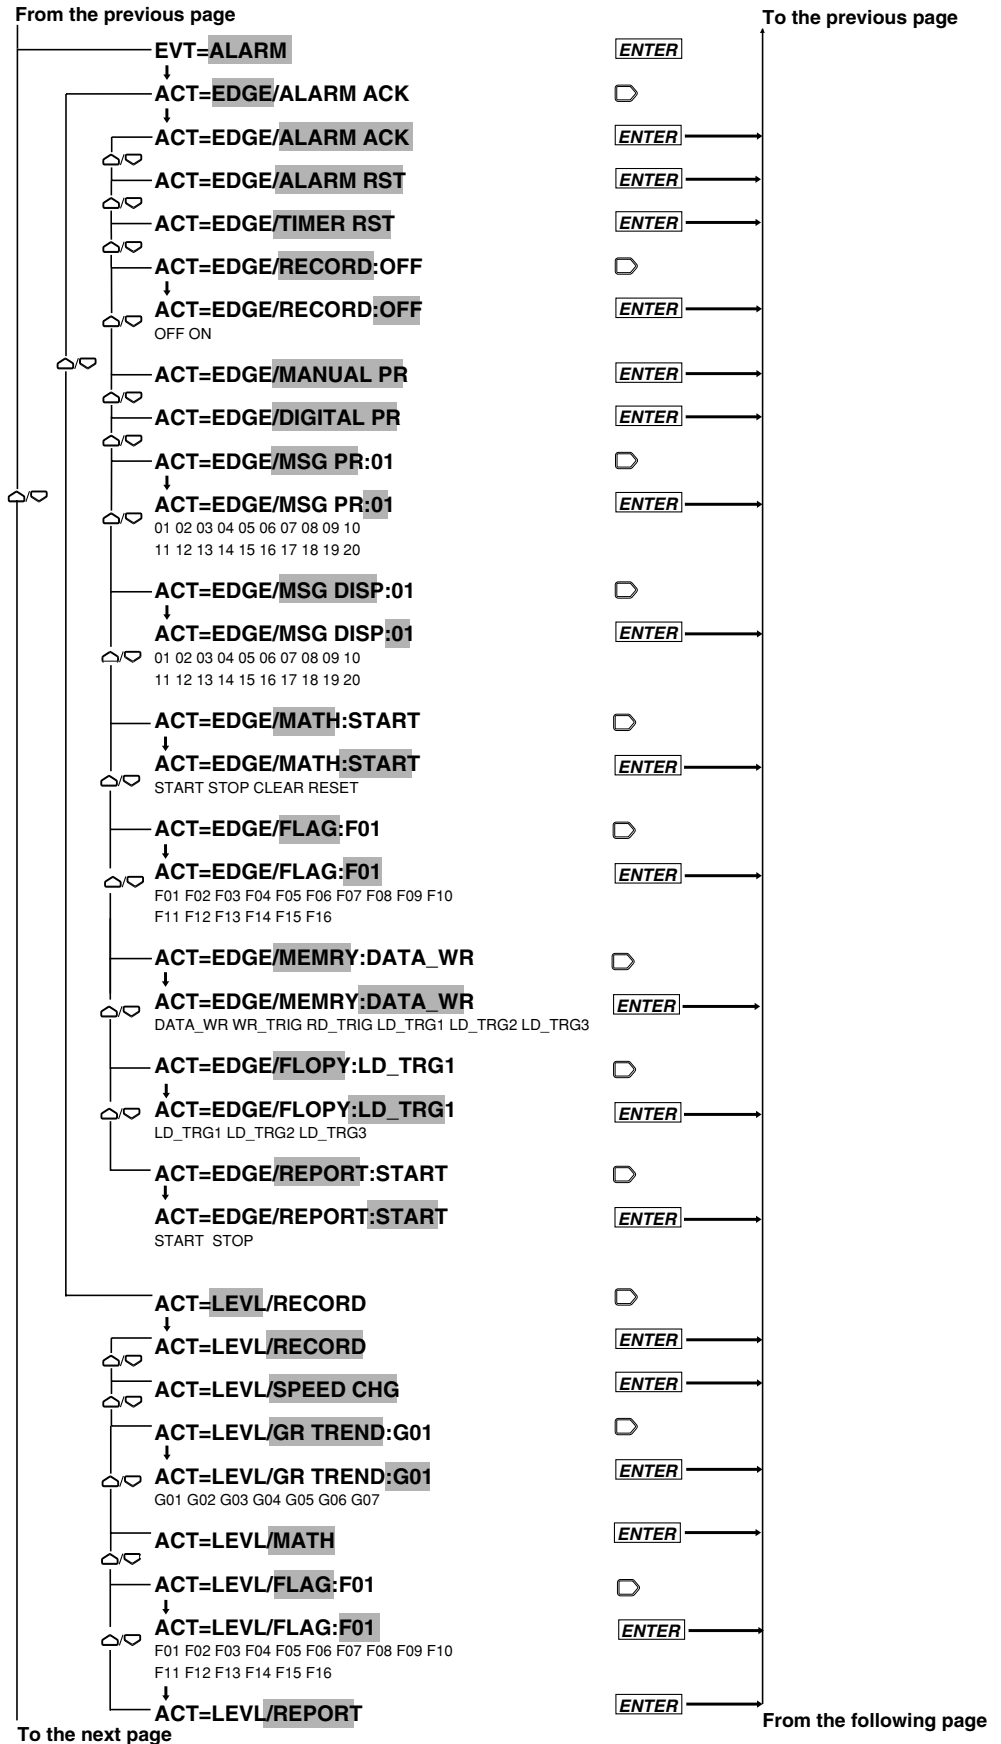 From the previous page
To the previous page
EVT=ALARM ENTER
ACT=EDGE/ALARM ACK
ACT=EDGE/ALARM ACK ENTER
ACT=EDGE/ALARM RST ENTER
ACT=EDGE/TIMER RST ENTER
ACT=EDGE/RECORD:OFF
ACT=EDGE/RECORD:OFF ENTER
OFF ON
ACT=EDGE/MANUAL PR ENTER
ACT=EDGE/DIGITAL PR ENTER
ACT=EDGE/MSG PR:01
ACT=EDGE/MSG PR:01 ENTER
01 02 03 04 05 06 07 08 09 10
11 12 13 14 15 16 17 18 19 20
ACT=EDGE/MSG DISP:01
ACT=EDGE/MSG DISP:01 ENTER
01 02 03 04 05 06 07 08 09 10
11 12 13 14 15 16 17 18 19 20
ACT=EDGE/MATH:START
ACT=EDGE/MATH:START ENTER
START STOP CLEAR RESET
ACT=EDGE/FLAG:F01
ACT=EDGE/FLAG:F01 ENTER
F01 F02 F03 F04 F05 F06 F07 F08 F09 F10
F11 F12 F13 F14 F15 F16
ACT=EDGE/MEMRY:DATA_WR
ACT=EDGE/MEMRY:DATA_WR ENTER
DATA_WR WR_TRIG RD_TRIG LD_TRG1 LD_TRG2 LD_TRG3
ACT=EDGE/FLOPY:LD_TRG1
ACT=EDGE/FLOPY:LD_TRG1 ENTER
LD_TRG1 LD_TRG2 LD_TRG3
ACT=EDGE/REPORT:START
ACT=EDGE/REPORT:START ENTER
START STOP
ACT=LEVL/RECORD
ACT=LEVL/RECORD ENTER
ACT=LEVL/SPEED CHG ENTER
ACT=LEVL/GR TREND:G01
ACT=LEVL/GR TREND:G01 ENTER
G01 G02 G03 G04 G05 G06 G07
ACT=LEVL/MATH ENTER
ACT=LEVL/FLAG:F01
ACT=LEVL/FLAG:F01 ENTER
F01 F02 F03 F04 F05 F06 F07 F08 F09 F10
F11 F12 F13 F14 F15 F16
ACT=LEVL/REPORT ENTER
To the next page
From the following page